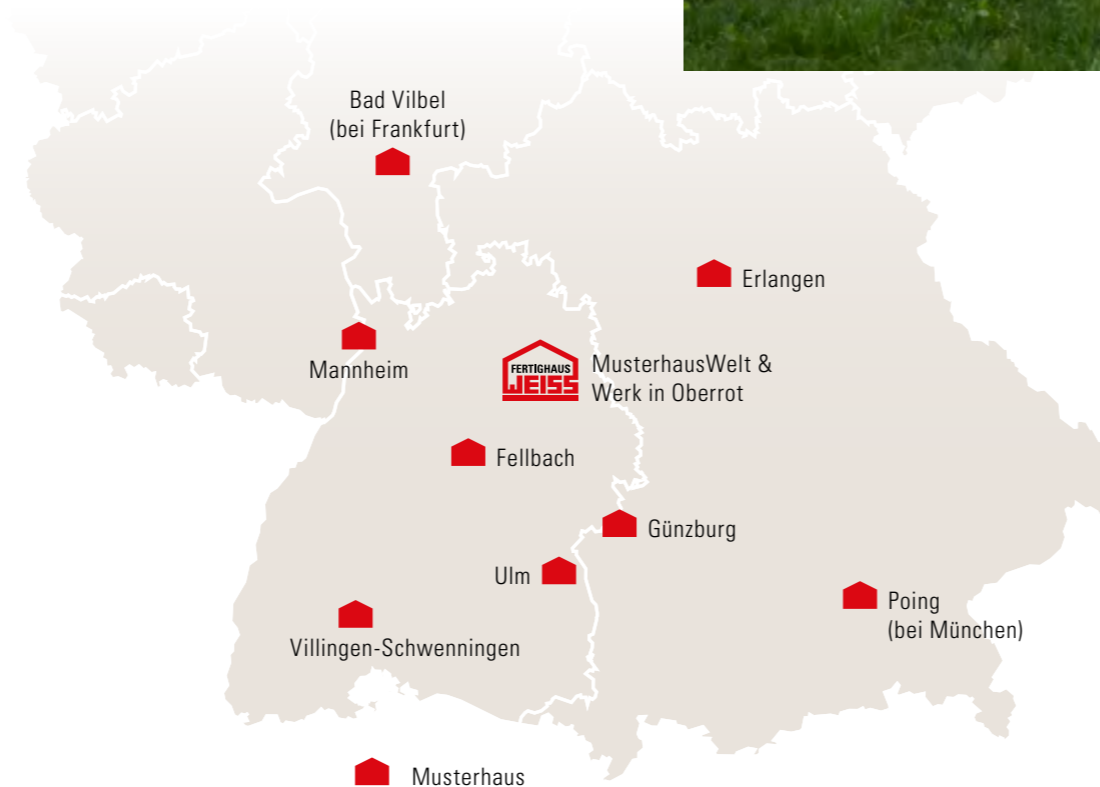 Bad Vilbel
(bei Frankfurt)
Erlangen
Mannheim
FERTIGHAUS
WEISS
MusterhausWelt &
Werk in Oberrot
Fellbach
Günzburg
Ulm
Poing
(bei München)
Villingen-Schwenningen
Musterhaus